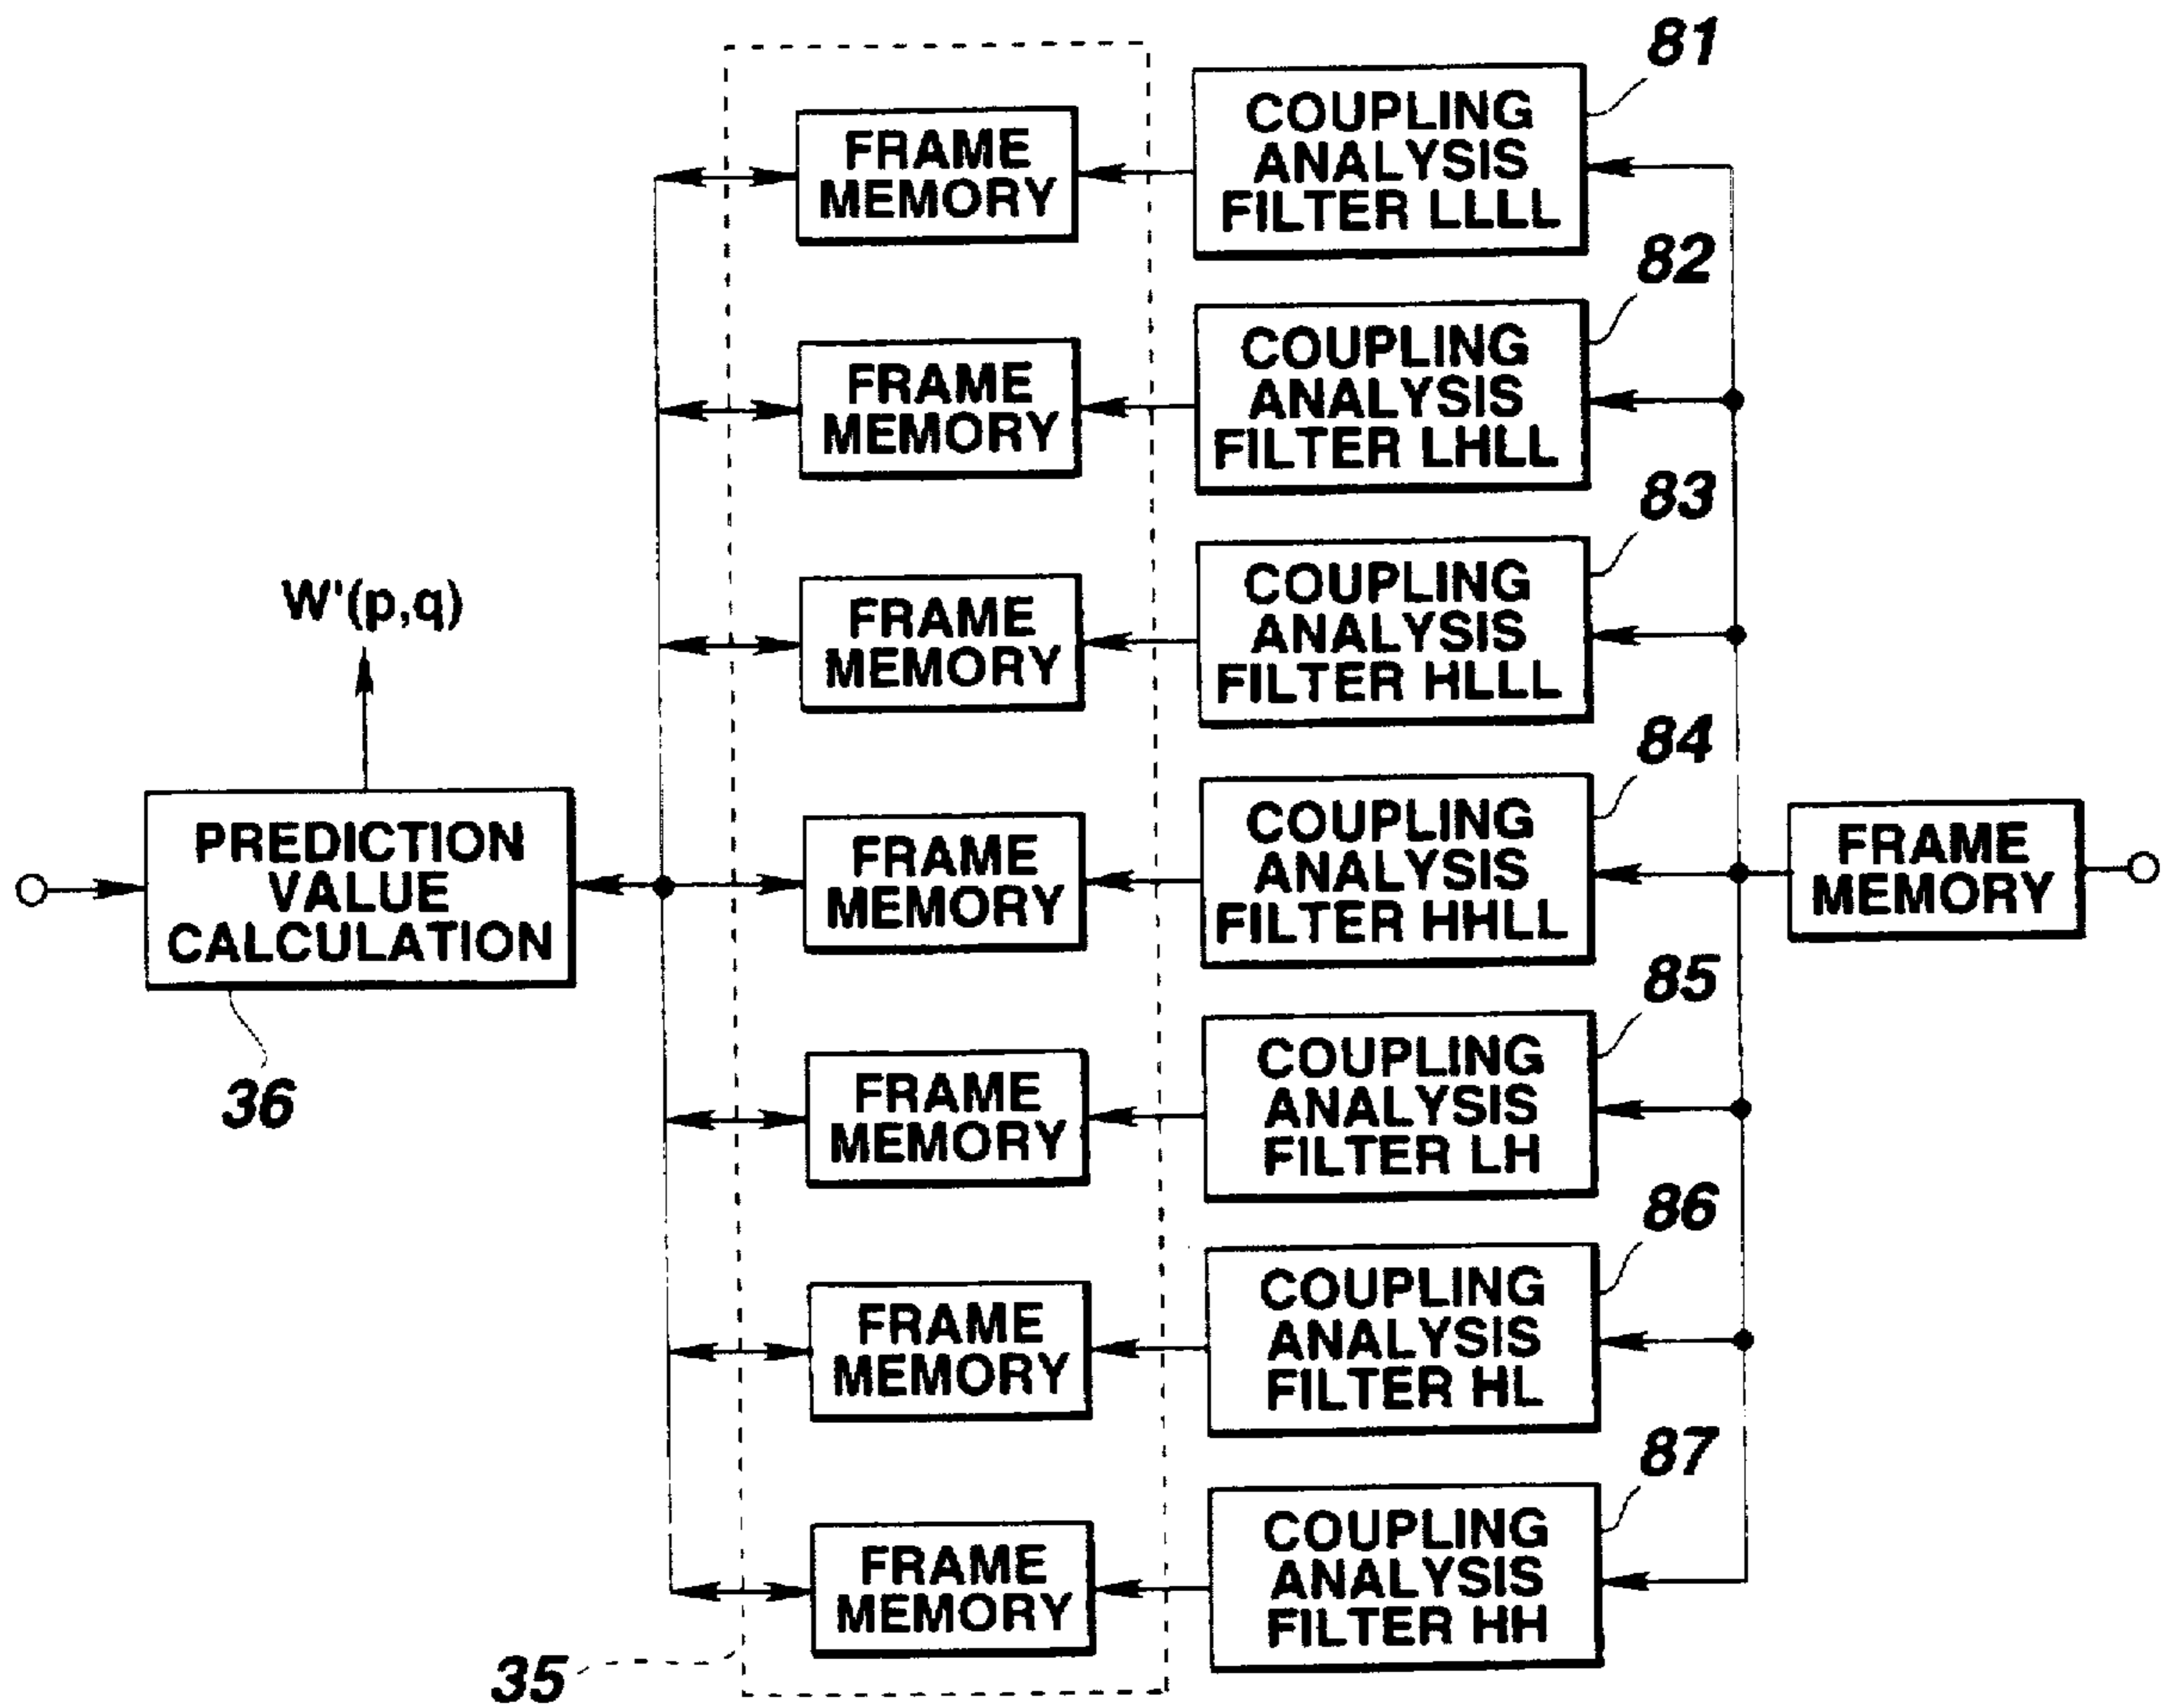 81
COUPLING
ANALYSIS
FILTER LLLL
FRAME
MEMORY
82
COUPLING
ANALYSIS
FILTER LHLL
FRAME
MEMORY
83
COUPLING
ANALYSIS
FILTER HLLL
FRAME
MEMORY
W'(p,q)
84
COUPLING
ANALYSIS
FILTER HHLL
FRAME
MEMORY
PREDICTION
VALUE
CALCULATION
36
FRAME
MEMORY
85
COUPLING
ANALYSIS
FILTER LH
FRAME
MEMORY
86
COUPLING
ANALYSIS
FILTER HL
FRAME
MEMORY
87
COUPLING
ANALYSIS
FILTER HH
FRAME
MEMORY
35